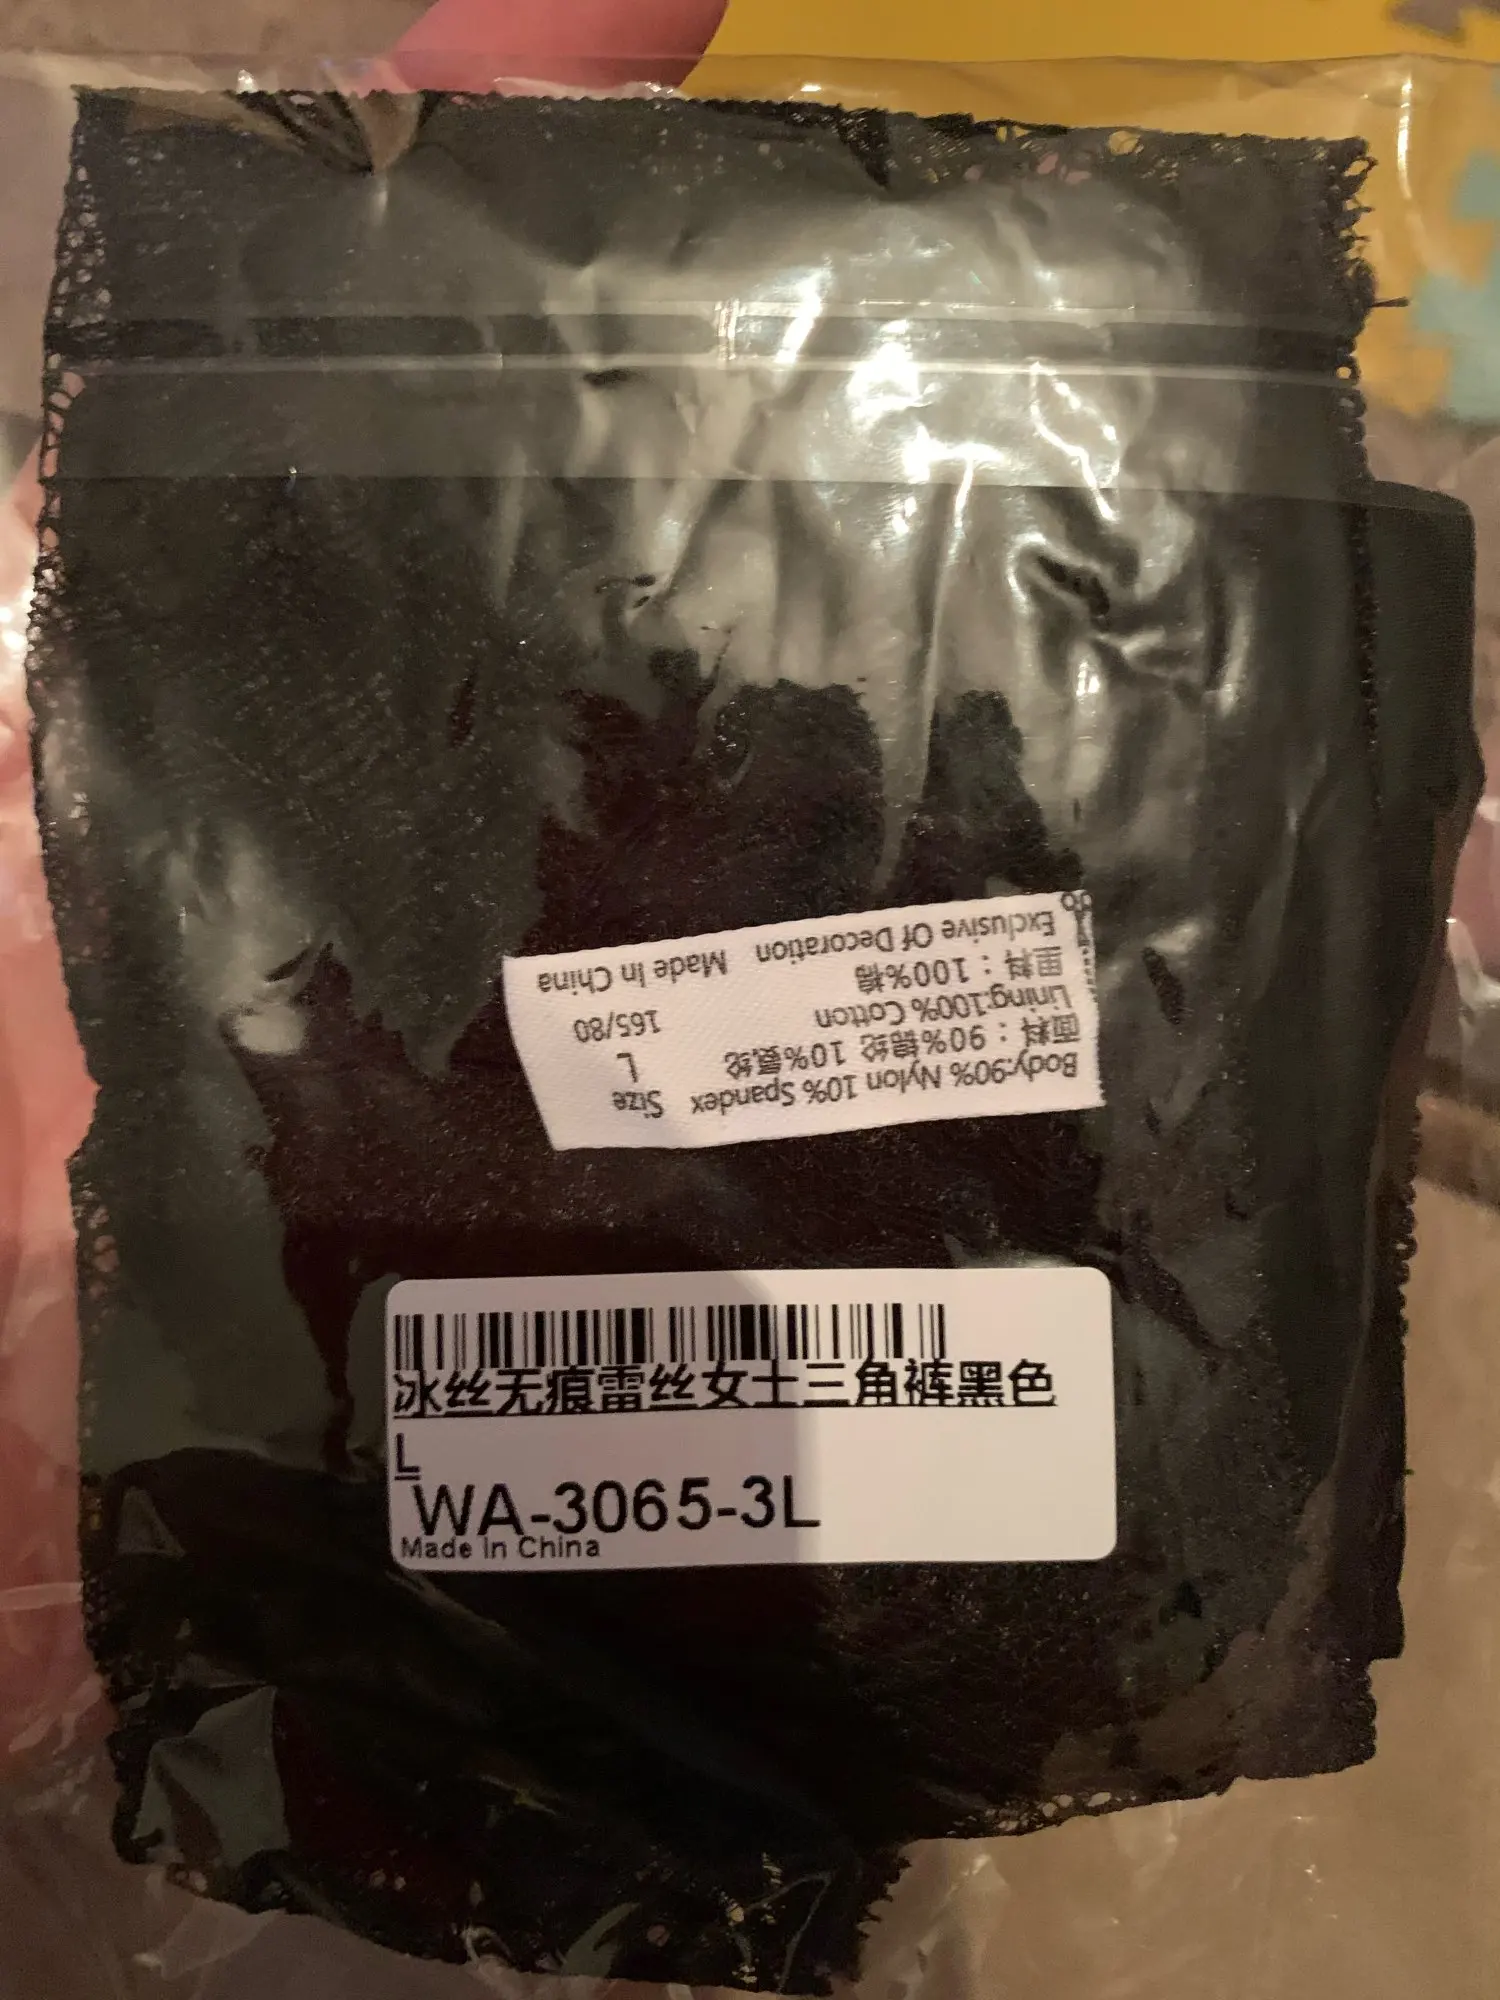 Body:90% Nylon 10% Spandex Size
面料：90%锦纶 10%氨纶 L
Lining:100% Cotton 165/80
里料：100%棉
Exclusive Of Decoration Made In China
冰丝无痕蕾丝女士三角裤黑色
L
WA-3065-3L
Made in China